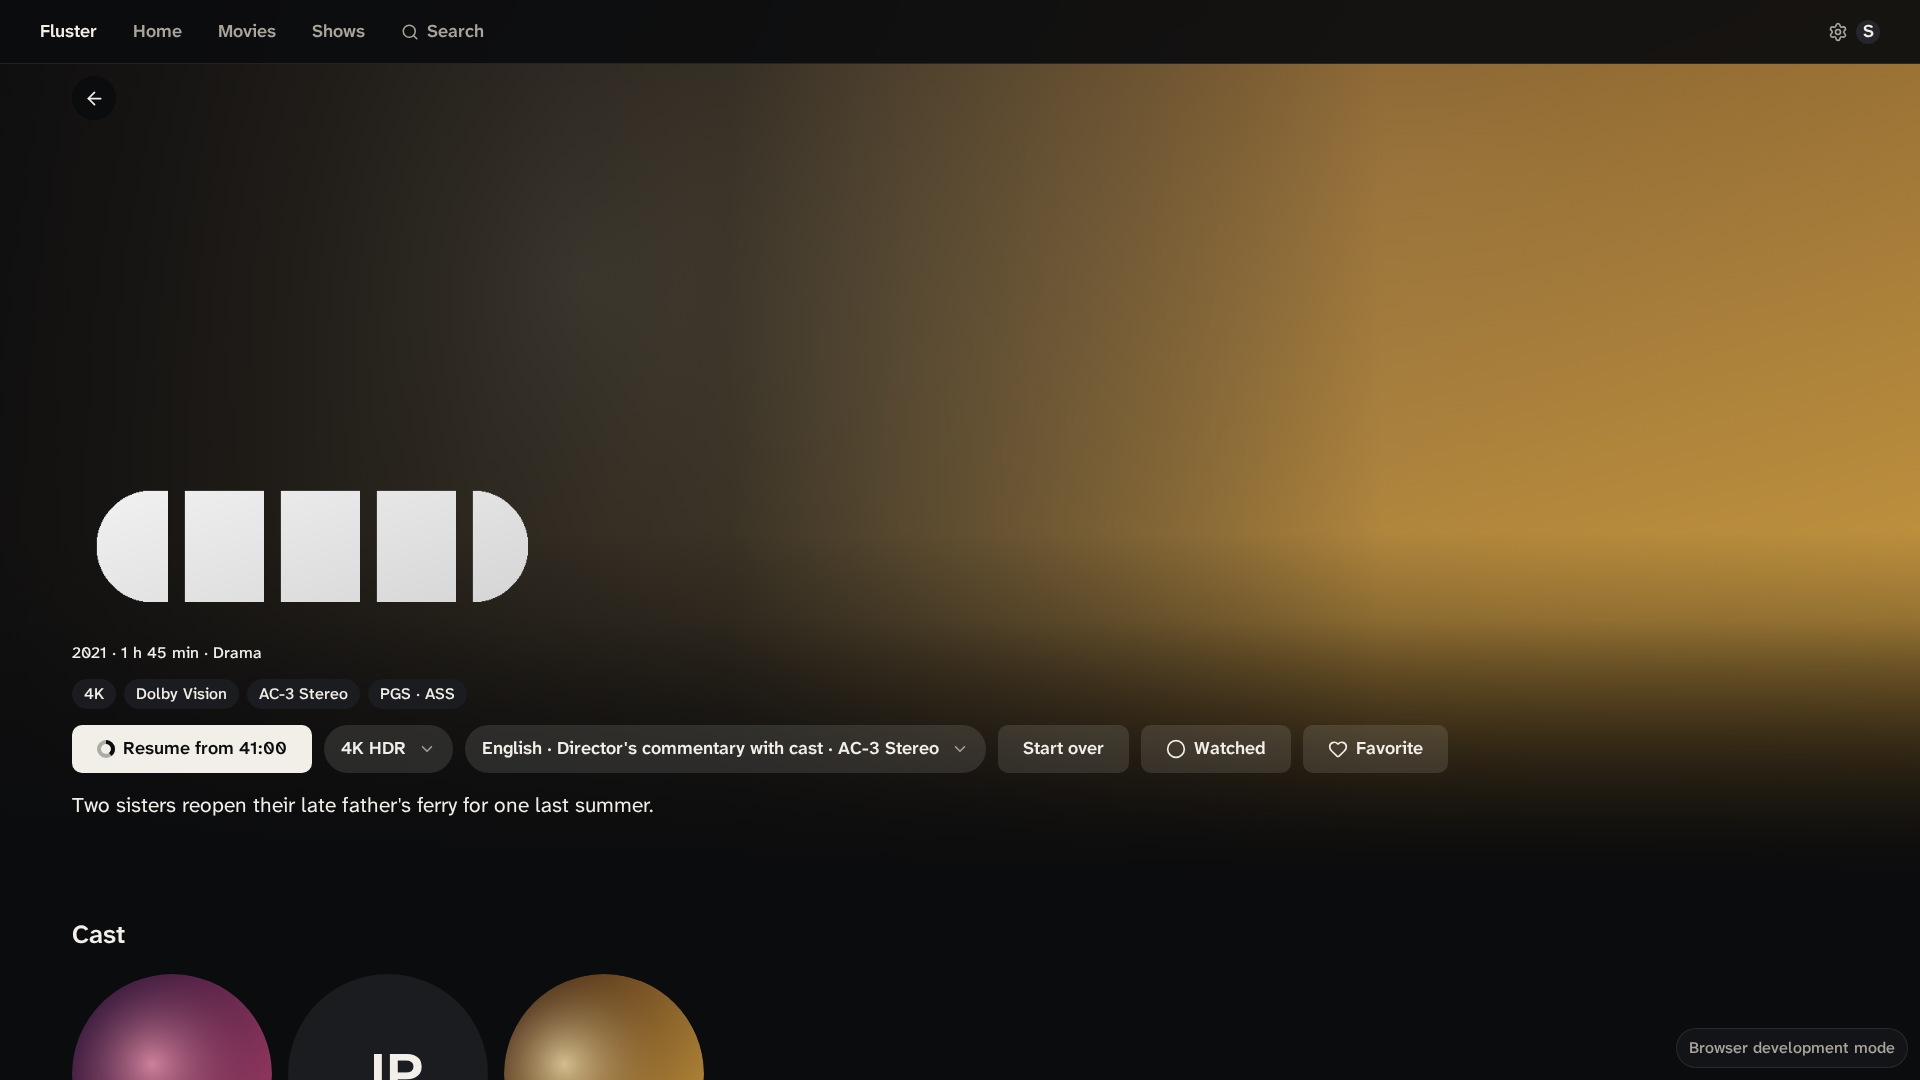 Fluster Home Movies Shows Search S
2021 · 1 h 45 min · Drama
4K Dolby Vision AC-3 Stereo PGS · ASS
Resume from 41:00 4K HDR English · Director's commentary with cast · AC-3 Stereo Start over Watched Favorite
Two sisters reopen their late father's ferry for one last summer.
Cast
Browser development mode